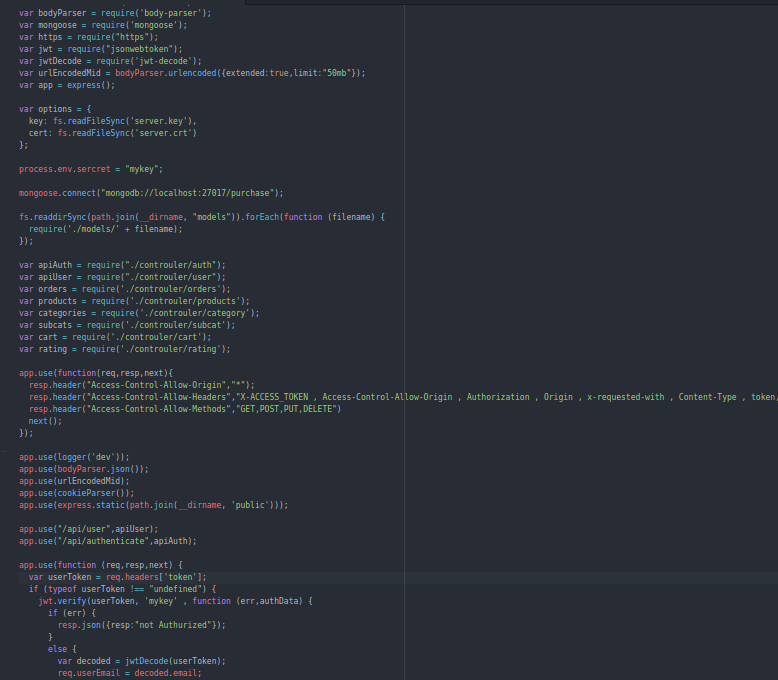 var bodyParser = require('body-parser');
var mongoose = require('mongoose');
var https = require("https");
var jwt = require("jsonwebtoken");
var jwtDecode = require('jwt-decode');
var urlEncodedMid = bodyParser.urlencoded({extended:true,limit:"50mb"});
var app = express();
var options = {
  key: fs.readFileSync('server.key'),
  cert: fs.readFileSync('server.crt')
};
process.env.sercret = "mykey";
mongoose.connect("mongodb://localhost:27017/purchase");
fs.readdirSync(path.join(__dirname, "models")).forEach(function (filename) {
  require('./models/' + filename);
});
var apiAuth = require("./controuler/auth");
var apiUser = require("./controuler/user");
var orders = require('./controuler/orders');
var products = require('./controuler/products');
var categories = require('./controuler/category');
var subcats = require('./controuler/subcat');
var cart = require('./controuler/cart');
var rating = require('./controuler/rating');
app.use(function(req,resp,next){
  resp.header("Access-Control-Allow-Origin","*");
  resp.header("Access-Control-Allow-Headers","X-ACCESS_TOKEN , Access-Control-Allow-Origin , Authorization , Origin , x-requested-with , Content-Type , token,
  resp.header("Access-Control-Allow-Methods","GET,POST,PUT,DELETE")
  next();
});
app.use(logger('dev'));
app.use(bodyParser.json());
app.use(urlEncodedMid);
app.use(cookieParser());
app.use(express.static(path.join(__dirname, 'public')));
app.use("/api/user",apiUser);
app.use("/api/authenticate",apiAuth);
app.use(function (req,resp,next) {
  var userToken = req.headers['token'];
  if (typeof userToken !== "undefined") {
    jwt.verify(userToken, 'mykey' , function (err,authData) {
      if (err) {
        resp.json({resp:"not Authurized"});
      }
      else {
        var decoded = jwtDecode(userToken);
        req.userEmail = decoded.email;